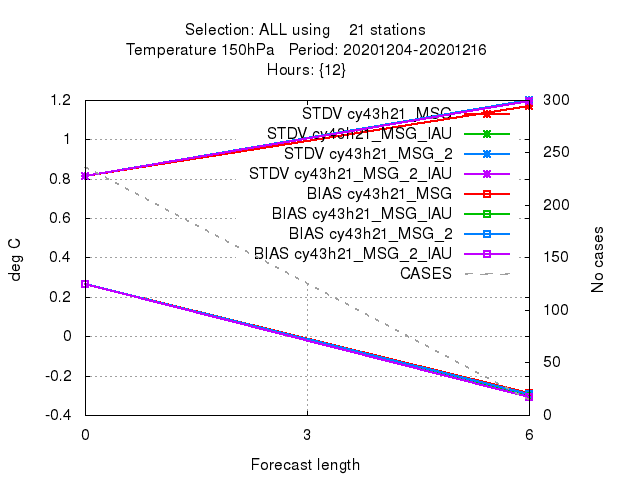 Selection: ALL using 21 stations
Temperature 150hPa Period: 20201204-20201216
Hours: {12}
1.2
1
0.8
0.6
0.4
0.2
0
-0.2
-0.4
deg C
300
250
200
150
100
50
0
No cases
STDV cy43h21_MSG
STDV cy43h21_MSG_IAU
STDV cy43h21_MSG_2
STDV cy43h21_MSG_2_IAU
BIAS cy43h21_MSG
BIAS cy43h21_MSG_IAU
BIAS cy43h21_MSG_2
BIAS cy43h21_MSG_2_IAU
CASES
0 3 6
Forecast length